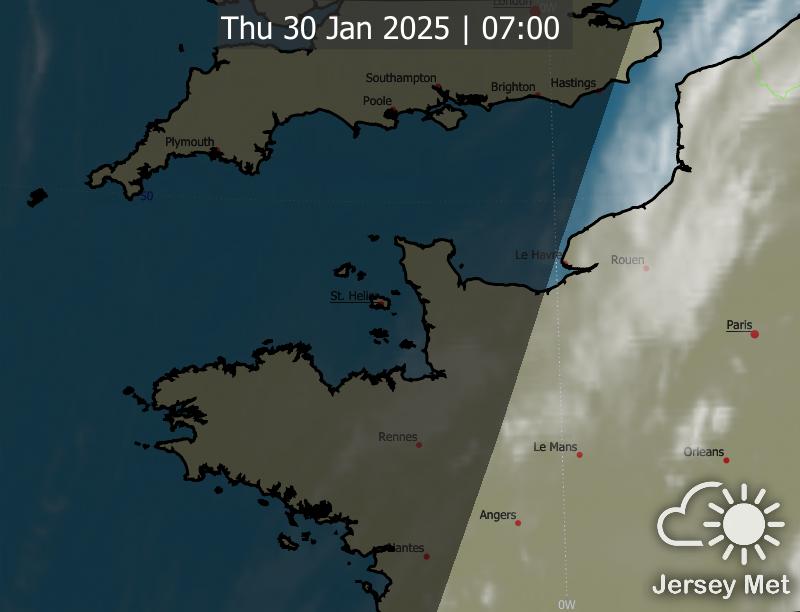 London
0W
Thu 30 Jan 2025 | 07:00
Southampton
Brighton
Hastings
Poole
Plymouth
50
Le Havre
Rouen
St. Helier
Paris
Rennes
Le Mans
Orleans
Angers
Nantes
Jersey Met
0W